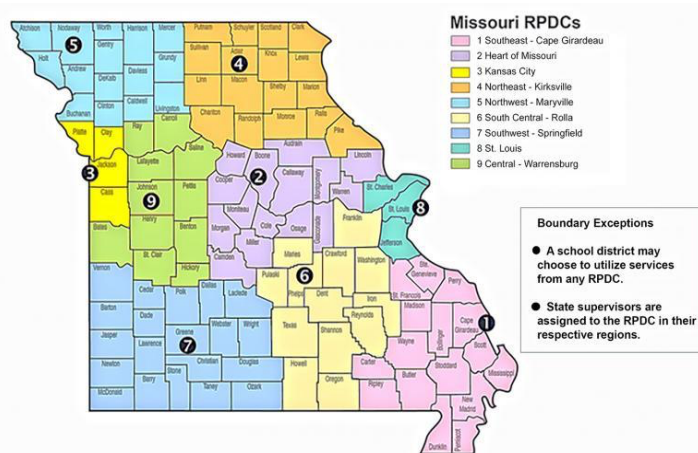 Missouri RPDCs
1 Southeast - Cape Girardeau
2 Heart of Missouri
3 Kansas City
4 Northeast - Kirksville
5 Northwest - Maryville
6 South Central - Rolla
7 Southwest - Springfield
8 St. Louis
9 Central - Warrensburg
Boundary Exceptions
● A school district may
choose to utilize services
from any RPDC.
● State supervisors are
assigned to the RPDC in their
respective regions.
Atchison
Nodaway
Worth
Harrison
Mercer
Putnam
Schuyler
Scotland
Clark
5
Gentry
Sullivan
Adair
Knox
Lewis
Holt
Andrew
DeKalb
Daviess
Grundy
4
Linn
Macon
Shelby
Marion
Buchanan
Clinton
Caldwell
Livingston
Chariton
Randolph
Monroe
Ralls
Platte
Clay
Ray
Carroll
Pike
Saline
Howard
Boone
Audrain
Lincoln
3
Jackson
Lafayette
Cooper
2
Callaway
Montgomery
Warren
St. Charles
Cass
Johnson
Pettis
9
Moniteau
Cole
Osage
Gasconade
Franklin
St. Louis
8
Jefferson
Bates
Henry
Benton
Morgan
Miller
Camden
Maries
Crawford
Washington
Ste.
Genevieve
Perry
St. Clair
Hickory
Vernon
Cedar
Polk
Dallas
Laclede
Pulaski
6
Phelps
Dent
Iron
St. Francois
Madison
Barton
Dade
Greene
Webster
Wright
Texas
Shannon
Reynolds
Wayne
Bollinger
Cape
Girardeau
1
Jasper
Lawrence
7
Christian
Douglas
Scott
Newton
Stone
Howell
Carter
Butler
Stoddard
Mississippi
McDonald
Barry
Taney
Ozark
Oregon
Ripley
New
Madrid
Dunklin
Pemiscot